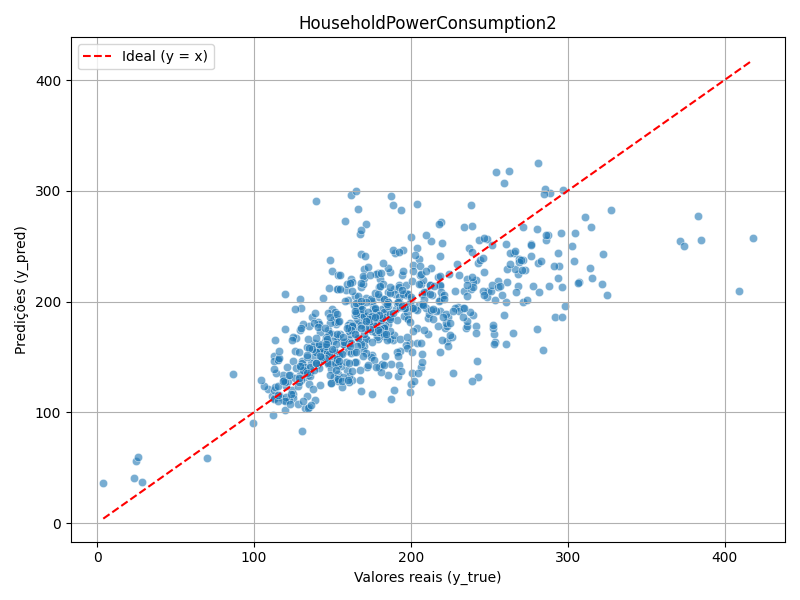 HouseholdPowerConsumption2
Ideal (y = x)
400
300
200
100
0
Predições (y_pred)
0 100 200 300 400
Valores reais (y_true)